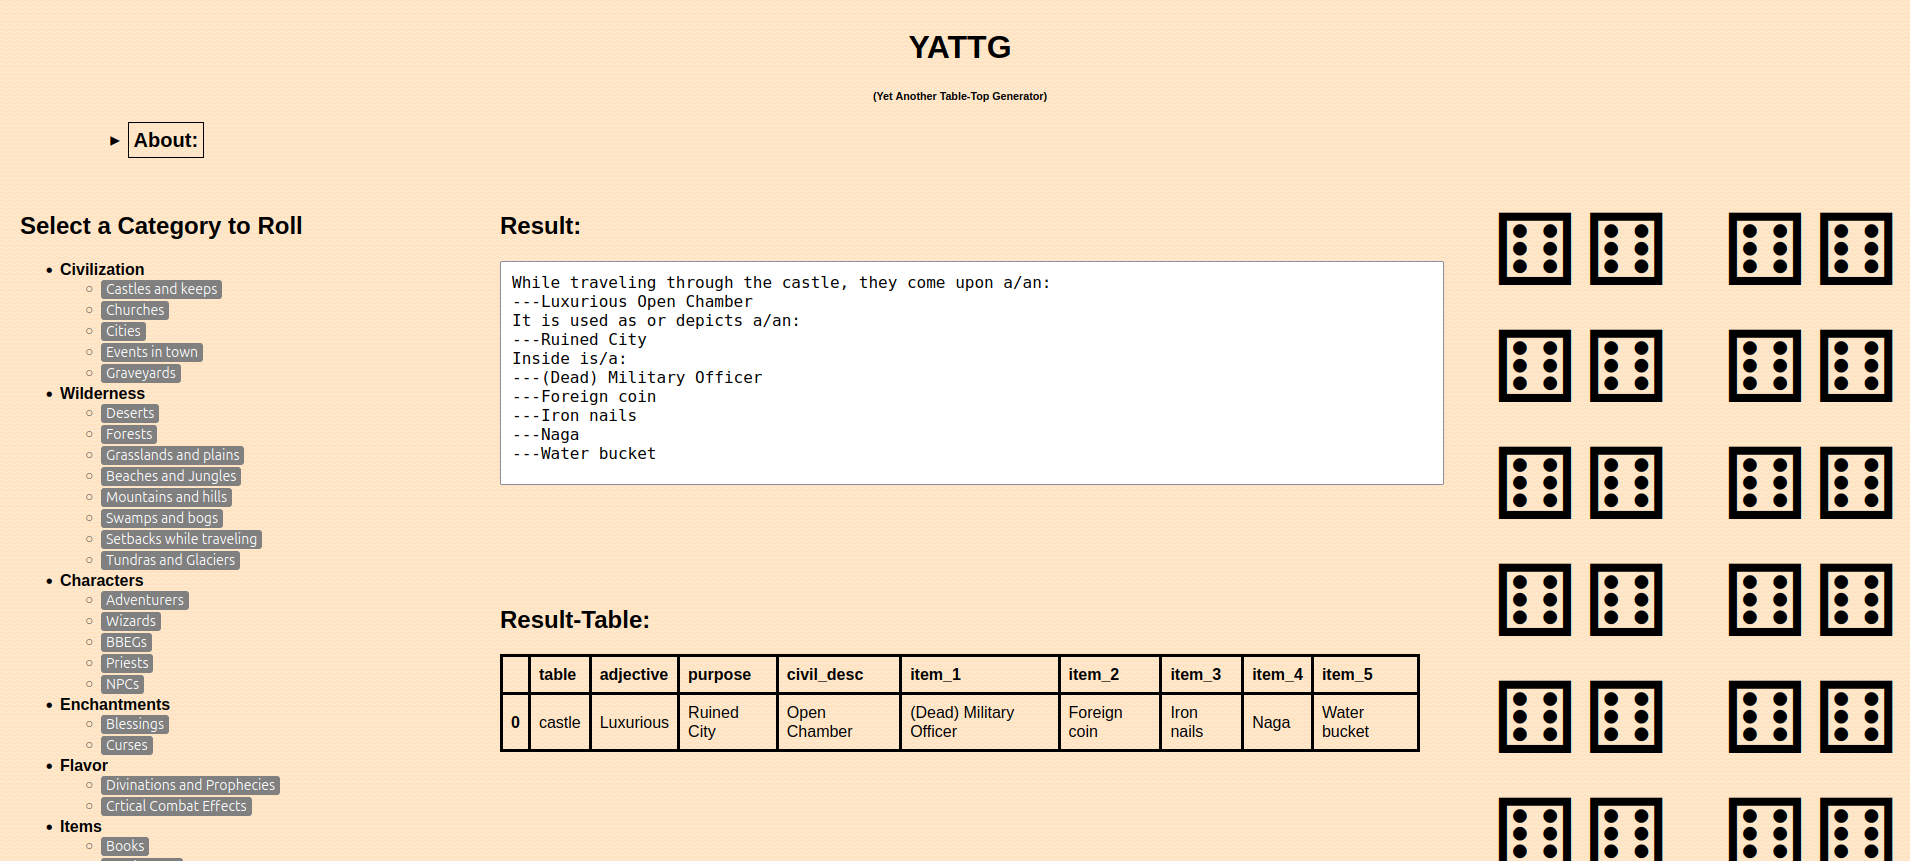 YATTG
(Yet Another Table-Top Generator)
► About:
Select a Category to Roll
Civilization
Castles and keeps
Churches
Cities
Events in town
Graveyards
Wilderness
Deserts
Forests
Grasslands and plains
Beaches and Jungles
Mountains and hills
Swamps and bogs
Setbacks while traveling
Tundras and Glaciers
Characters
Adventurers
Wizards
BBEGs
Priests
NPCs
Enchantments
Blessings
Curses
Flavor
Divinations and Prophecies
Crtical Combat Effects
Items
Books
Result:
While traveling through the castle, they come upon a/an:
---Luxurious Open Chamber
It is used as or depicts a/an:
---Ruined City
Inside is/a:
---(Dead) Military Officer
---Foreign coin
---Iron nails
---Naga
---Water bucket
Result-Table:
table adjective purpose civil_desc item_1 item_2 item_3 item_4 item_5
0 castle Luxurious Ruined City Open Chamber (Dead) Military Officer Foreign coin Iron nails Naga Water bucket